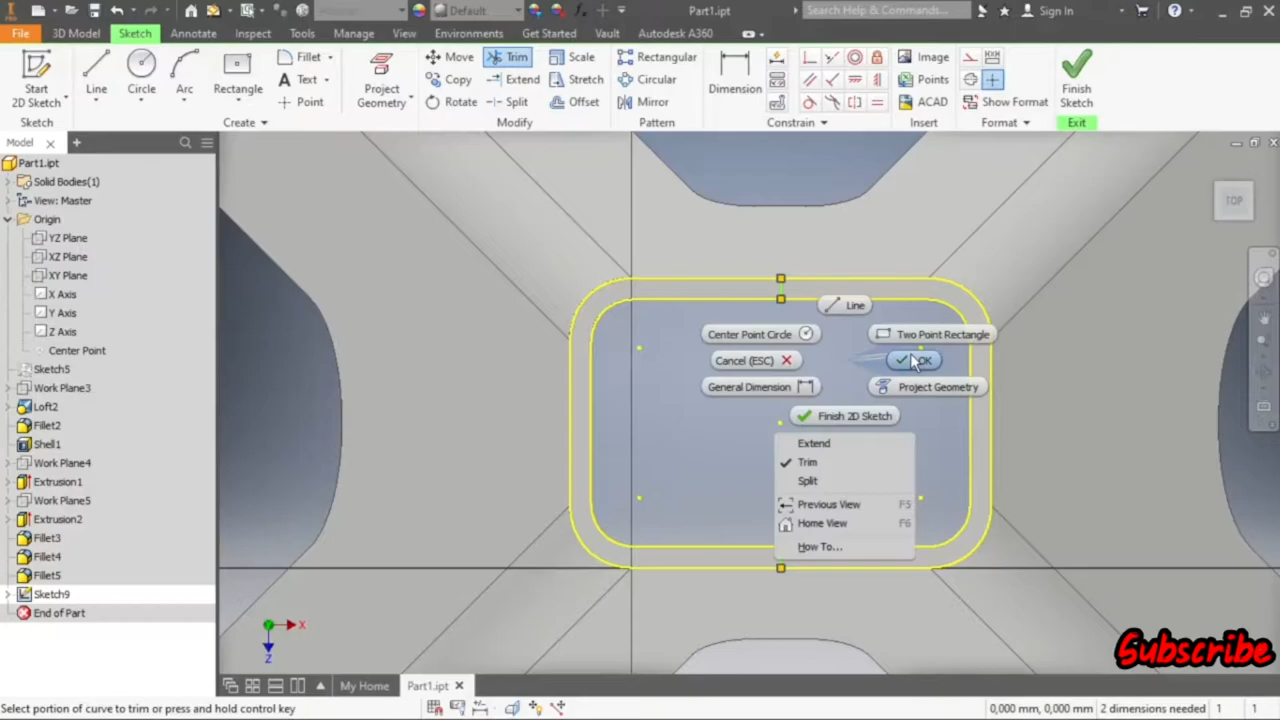 Default
Part1.ipt
Search Help & Commands...
Sign In
File
3D Model
Sketch
Annotate
Inspect
Tools
Manage
View
Environments
Get Started
Vault
Autodesk A360
Start
2D Sketch
Line
Circle
Arc
Rectangle
Fillet
Text
Point
Project
Geometry
Move
Copy
Rotate
Trim
Extend
Split
Scale
Stretch
Offset
Rectangular
Circular
Mirror
Dimension
Image
Points
ACAD
Show Format
Finish
Sketch
Sketch
Create
Modify
Pattern
Constrain
Insert
Format
Exit
Model
Part1.ipt
Solid Bodies(1)
View: Master
Origin
YZ Plane
XZ Plane
XY Plane
X Axis
Y Axis
Z Axis
Center Point
Sketch5
Work Plane3
Loft2
Fillet2
Shell1
Work Plane4
Extrusion1
Work Plane5
Extrusion2
Fillet3
Fillet4
Fillet5
Sketch9
End of Part
TOP
Line
Center Point Circle
Two Point Rectangle
Cancel (ESC)
OK
General Dimension
Project Geometry
Finish 2D Sketch
Extend
Trim
Split
Previous View F5
Home View F6
How To...
X
Z
Subscribe
My Home
Part1.ipt
Select portion of curve to trim or press and hold control key
0,000 mm, 0,000 mm
2 dimensions needed
1
1